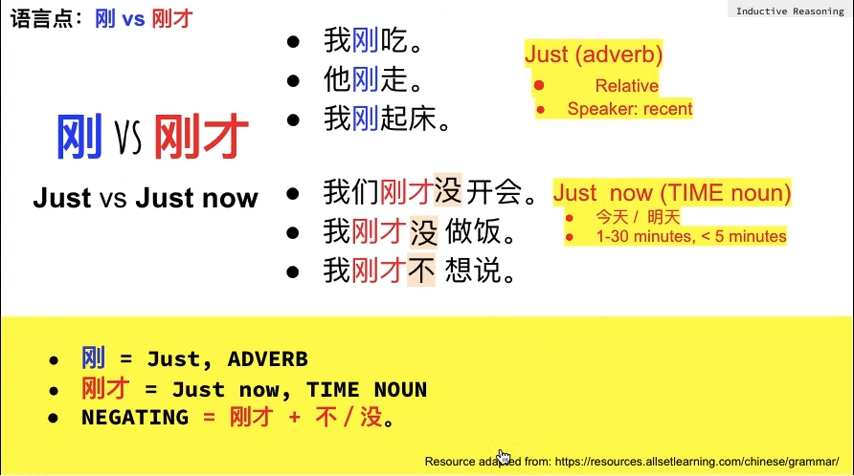 语言点：刚 vs 刚才
Inductive Reasoning
刚 VS 刚才
Just vs Just now
● 我刚吃。
● 他刚走。
● 我刚起床。
Just (adverb)
● Relative
● Speaker: recent
● 我们刚才没开会。
● 我刚才没做饭。
● 我刚才不想说。
Just now (TIME noun)
● 今天 / 明天
● 1-30 minutes, < 5 minutes
● 刚 = Just, ADVERB
● 刚才 = Just now, TIME NOUN
● NEGATING = 刚才 + 不/没。
Resource adapted from: https://resources.allsetlearning.com/chinese/grammar/